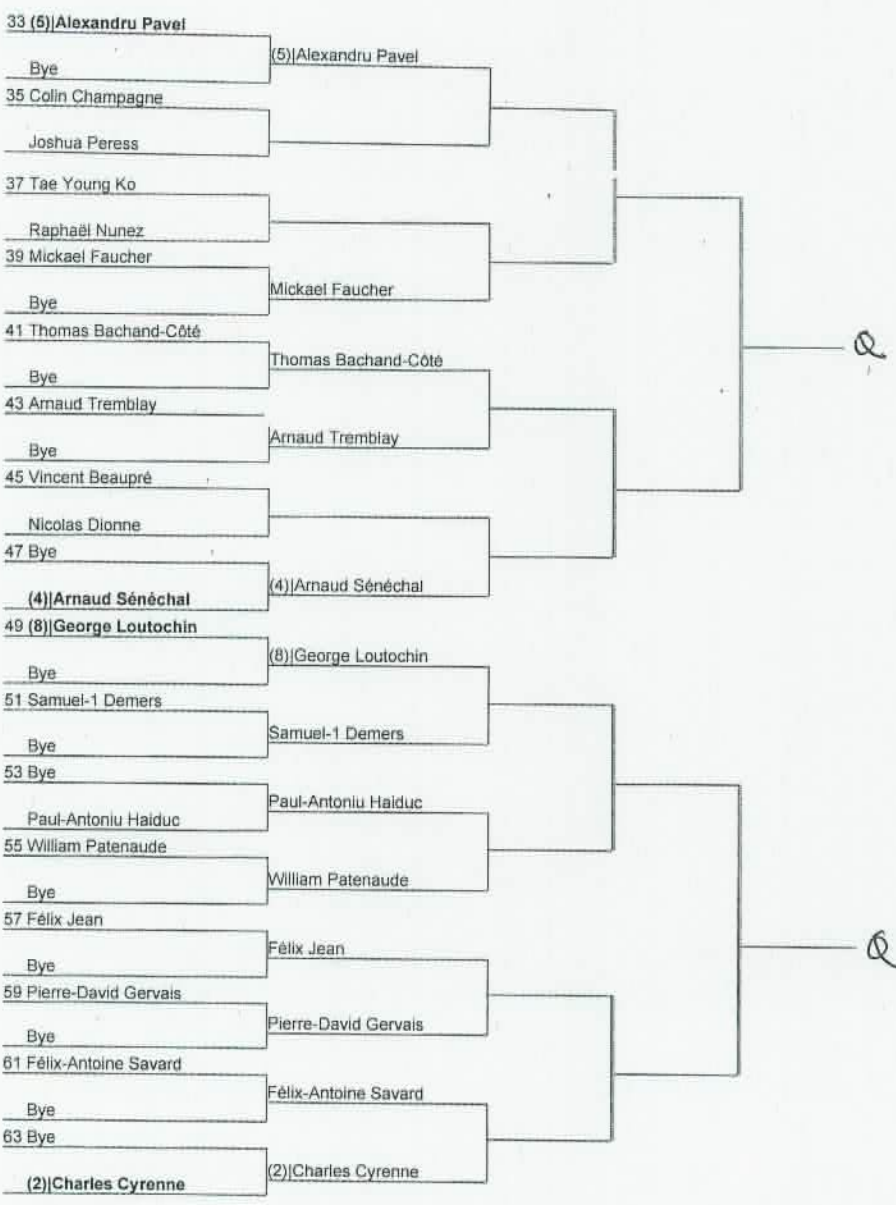 33 (5)|Alexandru Pavel
Bye
(5)|Alexandru Pavel
35 Colin Champagne
Joshua Peress
37 Tae Young Ko
Raphaël Nunez
39 Mickael Faucher
Bye
Mickael Faucher
41 Thomas Bachand-Côté
Bye
Thomas Bachand-Côté
43 Arnaud Tremblay
Bye
Arnaud Tremblay
45 Vincent Beaupré
Nicolas Dionne
47 Bye
(4)|Arnaud Sénéchal
(4)|Arnaud Sénéchal
Q
49 (8)|George Loutochin
Bye
(8)|George Loutochin
51 Samuel-1 Demers
Bye
Samuel-1 Demers
53 Bye
Paul-Antoniu Haiduc
Paul-Antoniu Haiduc
55 William Patenaude
Bye
William Patenaude
57 Félix Jean
Bye
Félix Jean
59 Pierre-David Gervais
Bye
Pierre-David Gervais
61 Félix-Antoine Savard
Bye
Félix-Antoine Savard
63 Bye
(2)|Charles Cyrenne
(2)|Charles Cyrenne
Q